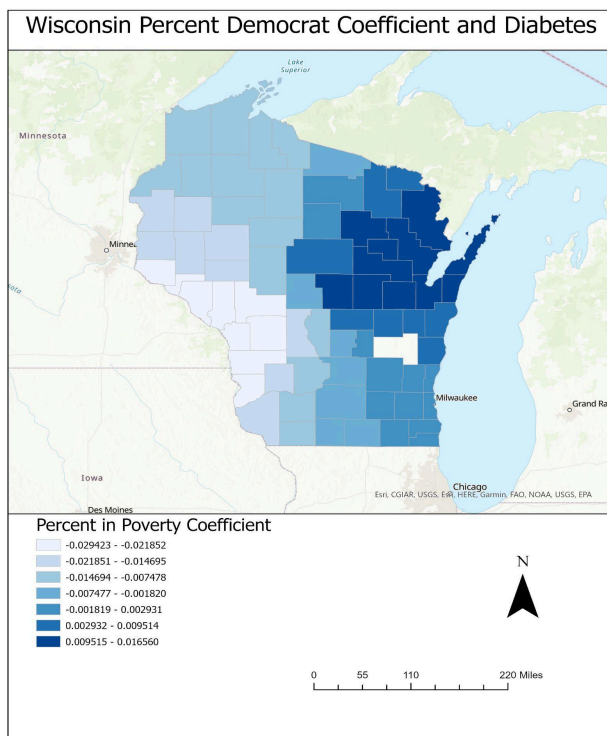 Wisconsin Percent Democrat Coefficient and Diabetes
Lake
Superior
Minnesota
Milwaukee
Grand Ra
Iowa
Chicago
Esri, CGIAR, USGS, Esri, HERE, Garmin, FAO, NOAA, USGS, EPA
Des Moines
Percent in Poverty Coefficient
-0.029423 - -0.021852
-0.021851 - -0.014695
-0.014694 - -0.007478
-0.007477 - -0.001820
-0.001819 - 0.002931
0.002932 - 0.009514
0.009515 - 0.016560
N
0 55 110 220 Miles